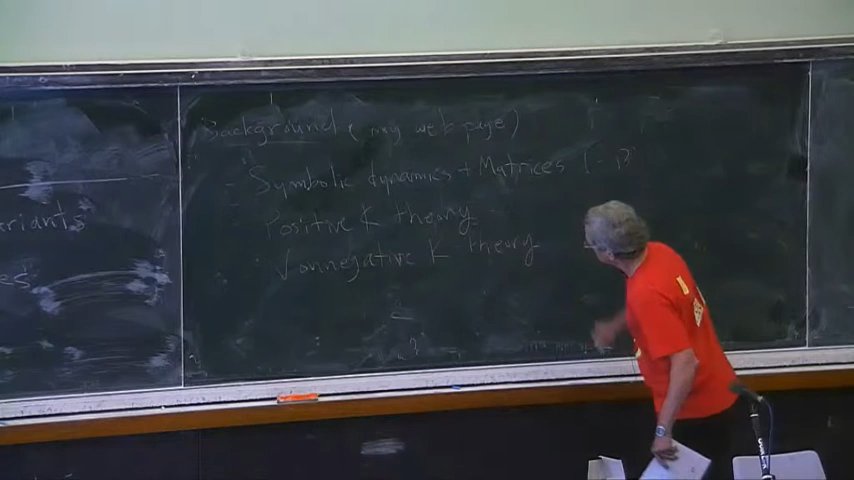 Background (my web page)
Symbolic dynamics + Matrices
Positive K theory
Nonnegative K-theory